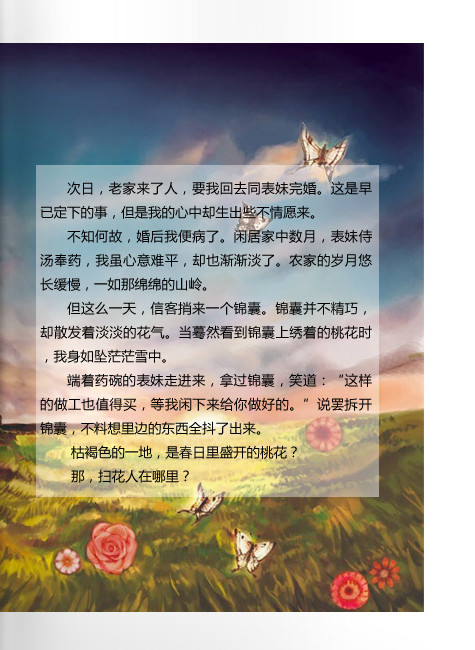 次日，老家来了人，要我回去同表妹完婚。这是早
已定下的事，但是我的心中却生出些不情愿来。
不知何故，婚后我便病了。闲居家中数月，表妹侍
汤奉药，我虽心意难平，却也渐渐淡了。农家的岁月悠
长缓慢，一如那绵绵的山岭。
但这么一天，信客捎来一个锦囊。锦囊并不精巧，
却散发着淡淡的花气。当蓦然看到锦囊上绣着的桃花时
，我身如坠茫茫雪中。
端着药碗的表妹走进来，拿过锦囊，笑道：“这样
的做工也值得买，等我闲下来给你做好的。”说罢拆开
锦囊，不料想里边的东西全抖了出来。
枯褐色的一地，是春日里盛开的桃花？
那，扫花人在哪里？